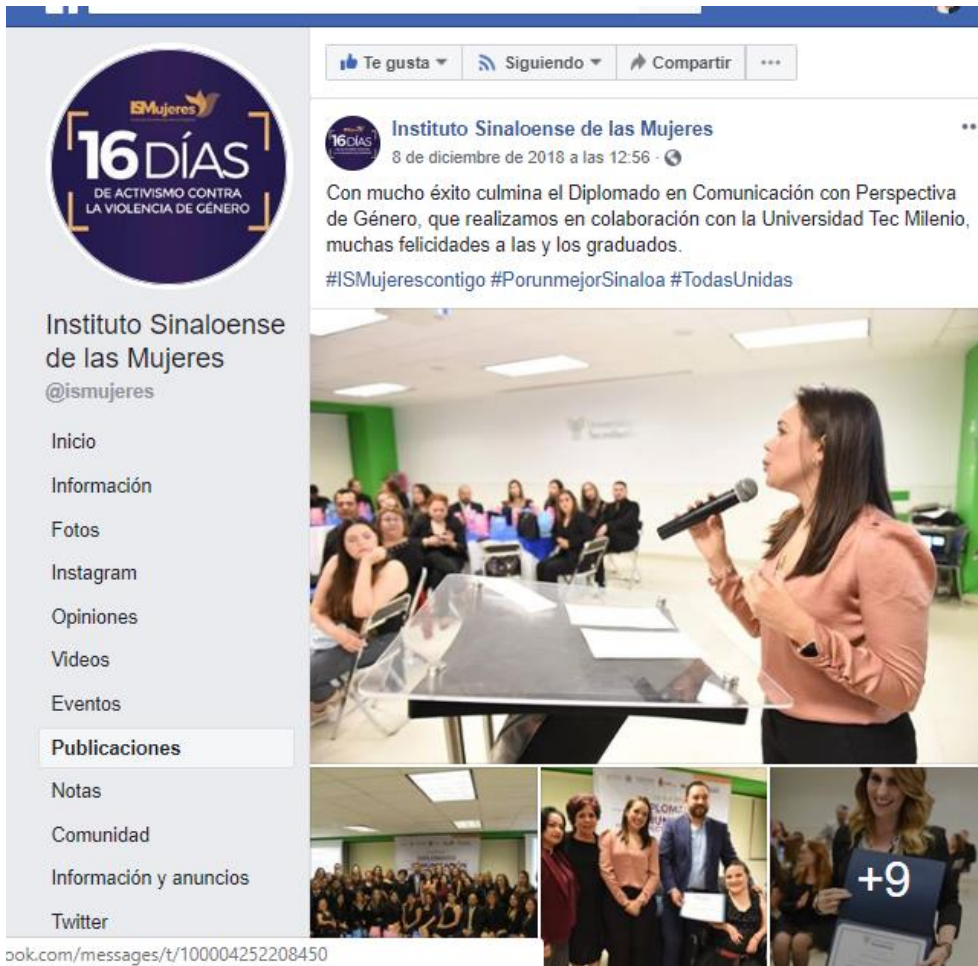 ISMujeres
16 DÍAS
DE ACTIVISMO CONTRA
LA VIOLENCIA DE GÉNERO
Instituto Sinaloense
de las Mujeres
@ismujeres
Inicio
Información
Fotos
Instagram
Opiniones
Videos
Eventos
Publicaciones
Notas
Comunidad
Información y anuncios
Twitter
ook.com/messages/t/100004252208450
Te gusta Siguiendo Compartir
16 DÍAS
Instituto Sinaloense de las Mujeres
8 de diciembre de 2018 a las 12:56
Con mucho éxito culmina el Diplomado en Comunicación con Perspectiva
de Género, que realizamos en colaboración con la Universidad Tec Milenio,
muchas felicidades a las y los graduados.
#ISMujerescontigo #PorunmejorSinaloa #TodasUnidas
+9